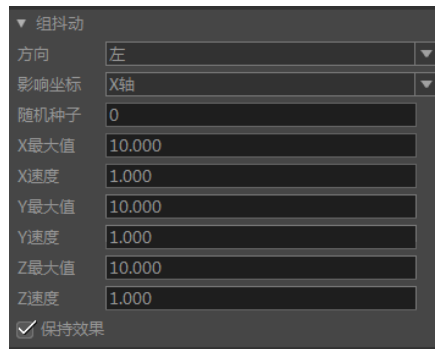 组抖动
方向 左
影响坐标 X轴
随机种子 0
X最大值 10.000
X速度 1.000
Y最大值 10.000
Y速度 1.000
Z最大值 10.000
Z速度 1.000
保持效果